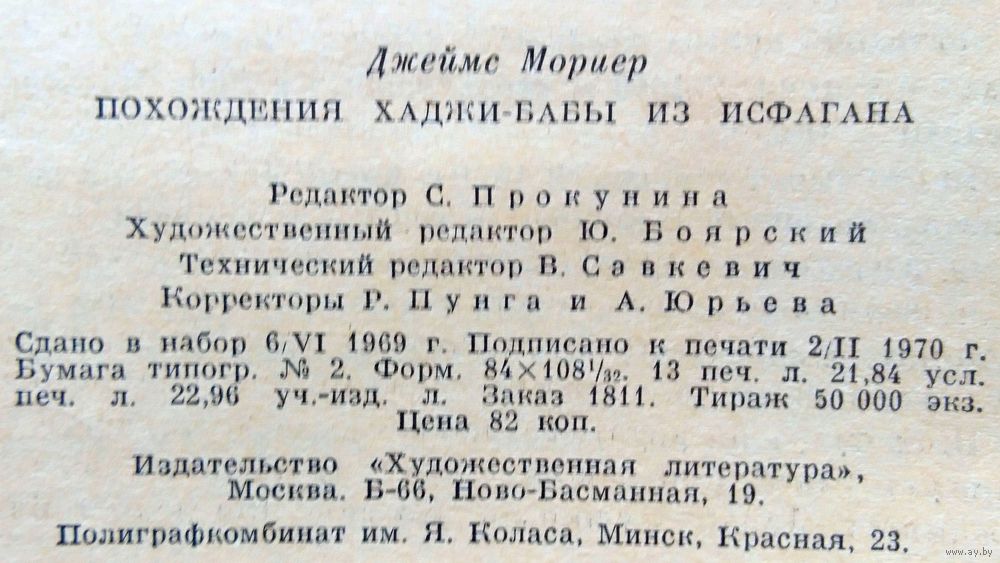 Джеймс Мориер
ПОХОЖДЕНИЯ ХАДЖИ-БАБЫ ИЗ ИСФАГАНА
Редактор С. Прокунина
Художественный редактор Ю. Боярский
Технический редактор В. Савкевич
Корректоры Р. Пунга и А. Юрьева
Сдано в набор 6/VI 1969 г. Подписано к печати 2/II 1970 г.
Бумага типогр. № 2. Форм. 84×108¹/₃₂. 13 печ. л. 21,84 усл.
печ. л. 22,96 уч.-изд. л. Заказ 1811. Тираж 50 000 экз.
Цена 82 коп.
Издательство «Художественная литература»,
Москва. Б-66, Ново-Басманная, 19.
Полиграфкомбинат им. Я. Коласа, Минск, Красная, 23.
www.ay.by